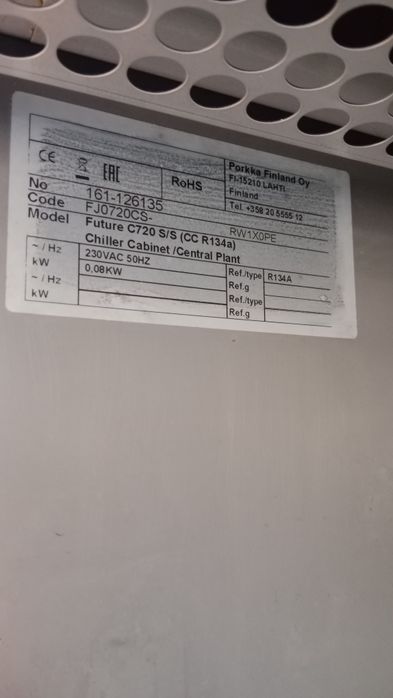 Porkka Finland Oy
FI-15210 LAHTI
Finland
Tel. +358 20 5555 12
CE EAC RoHS
No 161-126135
Code FJ0720CS- RW1X0PE
Model Future C720 S/S (CC R134a)
Chiller Cabinet /Central Plant
~ / Hz 230VAC 50HZ Ref./type R134A
kW 0,08KW Ref.g
~ / Hz Ref./type
kW Ref.g